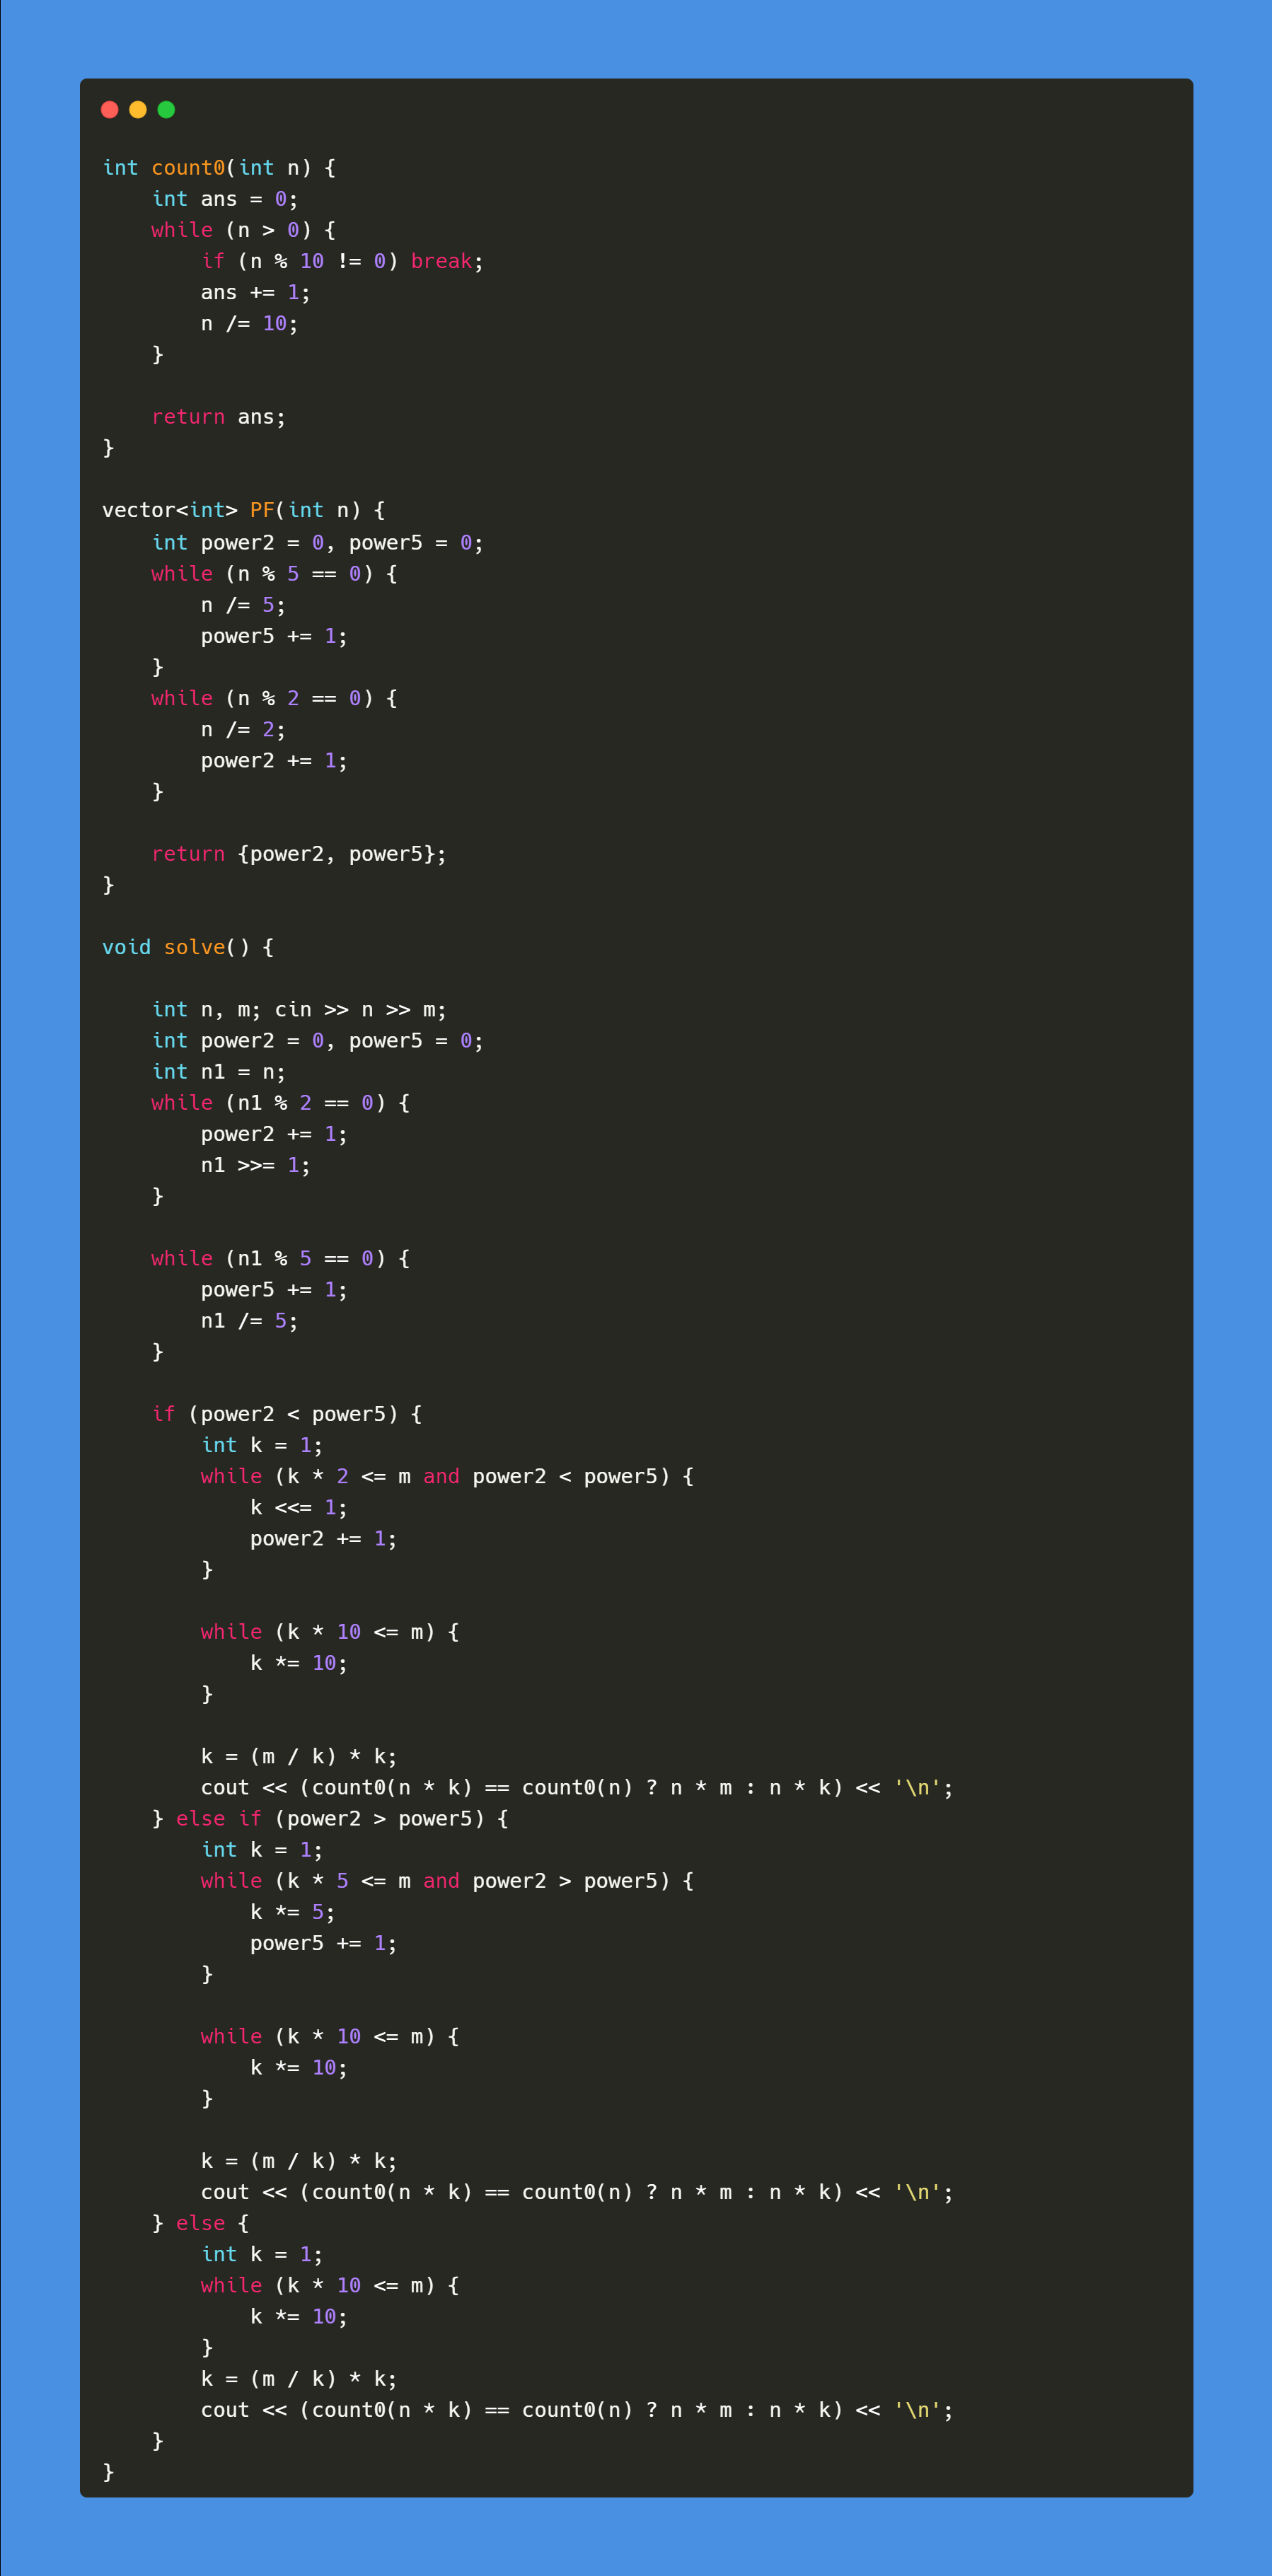 int count0(int n) {
    int ans = 0;
    while (n > 0) {
        if (n % 10 != 0) break;
        ans += 1;
        n /= 10;
    }

    return ans;
}

vector<int> PF(int n) {
    int power2 = 0, power5 = 0;
    while (n % 5 == 0) {
        n /= 5;
        power5 += 1;
    }
    while (n % 2 == 0) {
        n /= 2;
        power2 += 1;
    }

    return {power2, power5};
}

void solve() {

    int n, m; cin >> n >> m;
    int power2 = 0, power5 = 0;
    int n1 = n;
    while (n1 % 2 == 0) {
        power2 += 1;
        n1 >>= 1;
    }

    while (n1 % 5 == 0) {
        power5 += 1;
        n1 /= 5;
    }

    if (power2 < power5) {
        int k = 1;
        while (k * 2 <= m and power2 < power5) {
            k <<= 1;
            power2 += 1;
        }

        while (k * 10 <= m) {
            k *= 10;
        }

        k = (m / k) * k;
        cout << (count0(n * k) == count0(n) ? n * m : n * k) << '\n';
    } else if (power2 > power5) {
        int k = 1;
        while (k * 5 <= m and power2 > power5) {
            k *= 5;
            power5 += 1;
        }

        while (k * 10 <= m) {
            k *= 10;
        }

        k = (m / k) * k;
        cout << (count0(n * k) == count0(n) ? n * m : n * k) << '\n';
    } else {
        int k = 1;
        while (k * 10 <= m) {
            k *= 10;
        }
        k = (m / k) * k;
        cout << (count0(n * k) == count0(n) ? n * m : n * k) << '\n';
    }
}